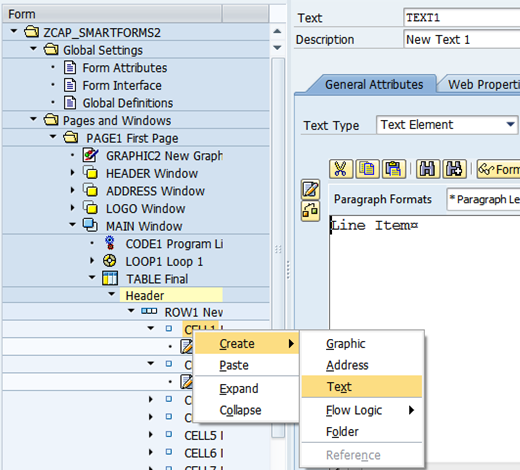 Form
ZCAP_SMARTFORMS2
Global Settings
Form Attributes
Form Interface
Global Definitions
Pages and Windows
PAGE1 First Page
GRAPHIC2 New Graph
HEADER Window
ADDRESS Window
LOGO Window
MAIN Window
CODE1 Program Li
LOOP1 Loop 1
TABLE Final
Header
ROW1 New
CELL1
C
C
C
C
CELL5
CELL6
CELL7
Create
Paste
Expand
Collapse
Graphic
Address
Text
Flow Logic
Folder
Reference
Text TEXT1
Description New Text 1
General Attributes Web Properti
Text Type Text Element
Form
Paragraph Formats * Paragraph Le
Line Item¤